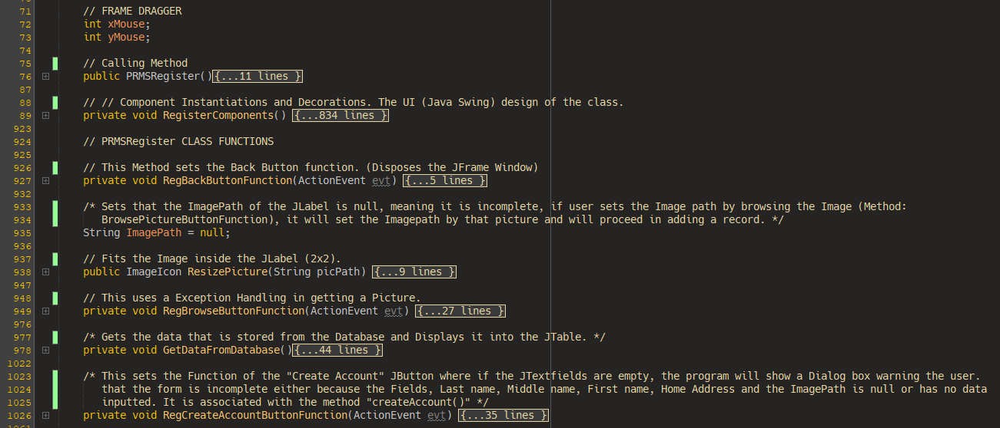 71 // FRAME DRAGGER
72 int xMouse;
73 int yMouse;
74
75 // Calling Method
76 public PRMSRegister(){...11 lines }
87
88 // // Component Instantiations and Decorations. The UI (Java Swing) design of the class.
89 private void RegisterComponents() {...834 lines }
923
924 // PRMSRegister CLASS FUNCTIONS
925
926 // This Method sets the Back Button function. (Disposes the JFrame Window)
927 private void RegBackButtonFunction(ActionEvent evt) {...5 lines }
932
933 /* Sets that the ImagePath of the JLabel is null, meaning it is incomplete, if user sets the Image path by browsing the Image (Method:
934 BrowsePictureButtonFunction), it will set the Imagepath by that picture and will proceed in adding a record. */
935 String ImagePath = null;
936
937 // Fits the Image inside the JLabel (2x2).
938 public ImageIcon ResizePicture(String picPath) {...9 lines }
947
948 // This uses a Exception Handling in getting a Picture.
949 private void RegBrowseButtonFunction(ActionEvent evt) {...27 lines }
976
977 /* Gets the data that is stored from the Database and Displays it into the JTable. */
978 private void GetDataFromDatabase(){...44 lines }
1022
1023 /* This sets the Function of the "Create Account" JButton where if the JTextfields are empty, the program will show a Dialog box warning the user.
1024 that the form is incomplete either because the Fields, Last name, Middle name, First name, Home Address and the ImagePath is null or has no data
1025 inputted. It is associated with the method "createAccount()" */
1026 private void RegCreateAccountButtonFunction(ActionEvent evt) {...35 lines }